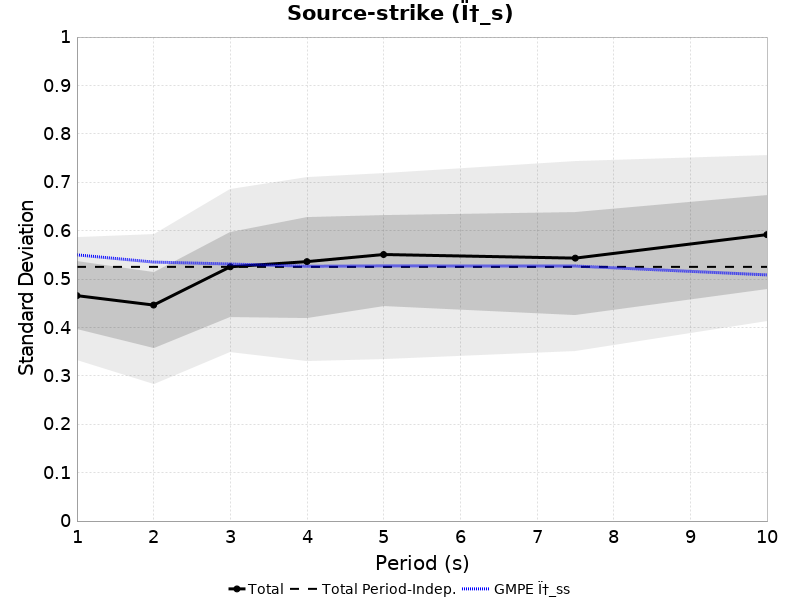 Source-strike (Ï†_s)
1
0.9
0.8
0.7
0.6
0.5
0.4
0.3
0.2
0.1
0
Standard Deviation
1 2 3 4 5 6 7 8 9 10
Period (s)
Total Total Period-Indep. GMPE Ï†_ss